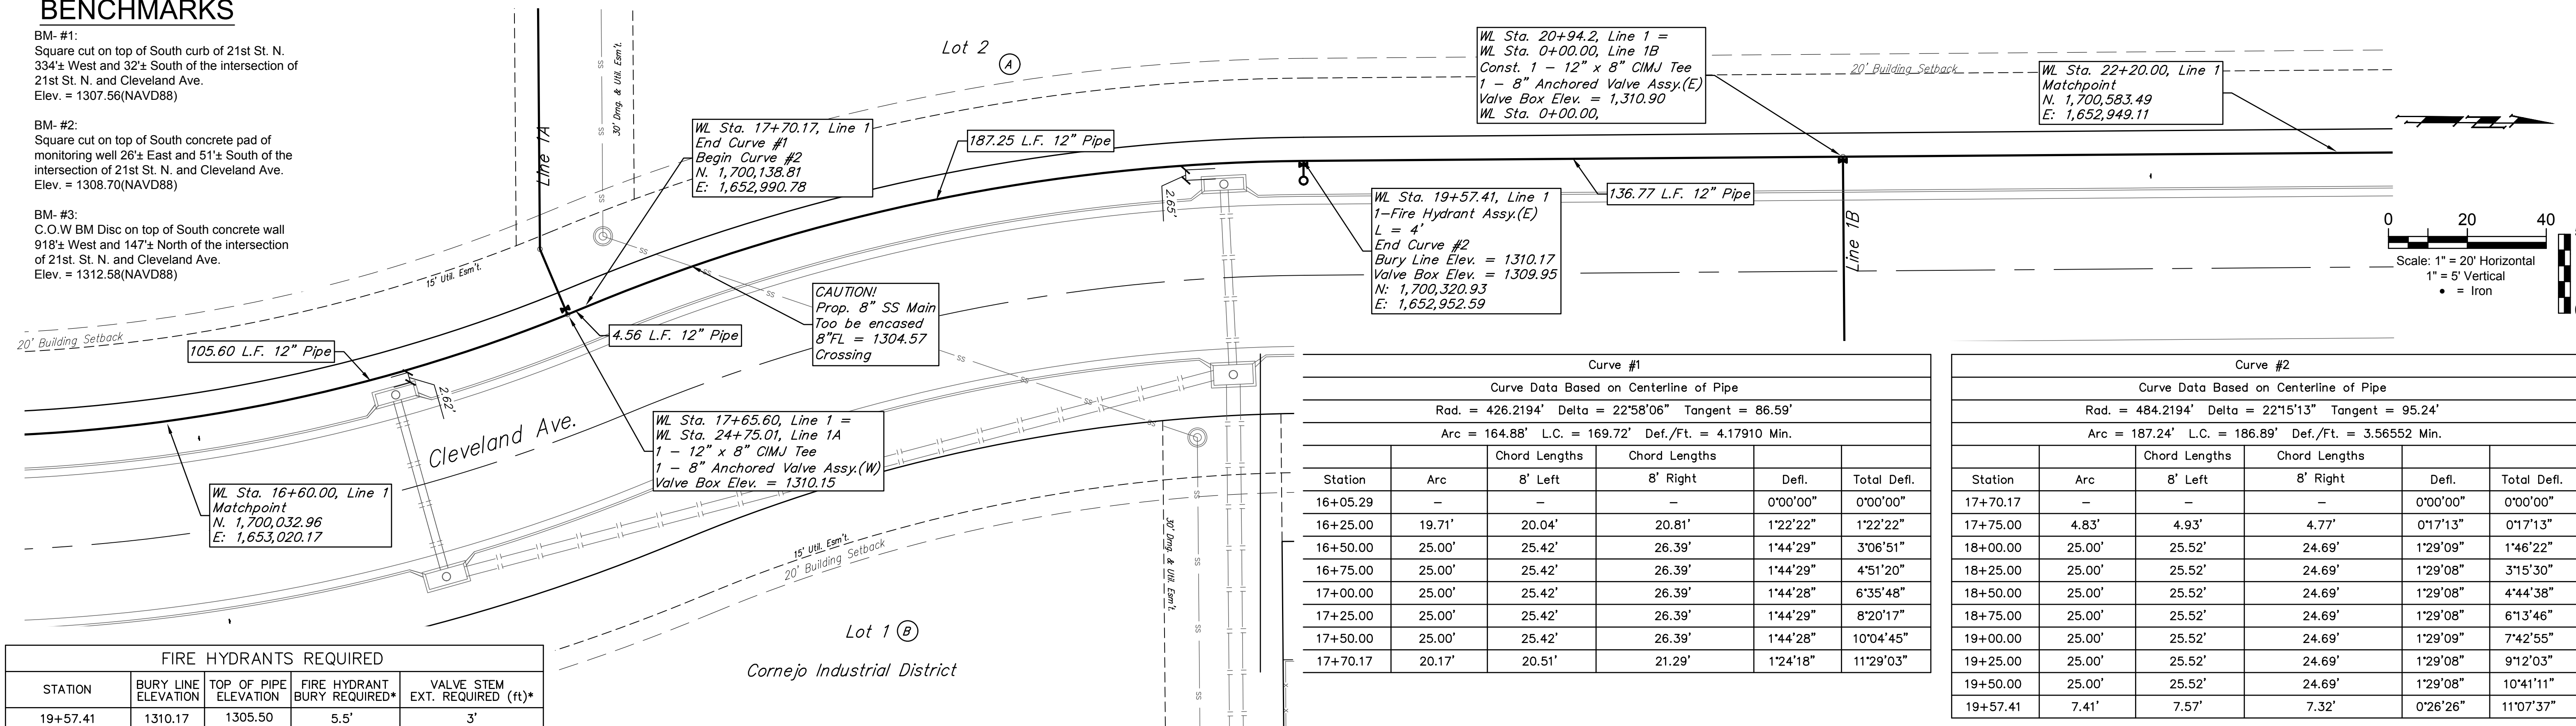 BENCHMARKS
BM- #1:
Square cut on top of South curb of 21st St. N.
334'± West and 32'± South of the intersection of
21st St. N. and Cleveland Ave.
Elev. = 1307.56(NAVD88)
BM- #2:
Square cut on top of South concrete pad of
monitoring well 26'± East and 51'± South of the
intersection of 21st St. N. and Cleveland Ave.
Elev. = 1308.70(NAVD88)
BM- #3:
C.O.W BM Disc on top of South concrete wall
918'± West and 147'± North of the intersection
of 21st. St. N. and Cleveland Ave.
Elev. = 1312.58(NAVD88)
Line 1A
SS
SS
30' Drng. & Util. Esm't.
Lot 2
A
WL Sta. 17+70.17, Line 1
End Curve #1
Begin Curve #2
N. 1,700,138.81
E: 1,652,990.78
187.25 L.F. 12" Pipe
WL Sta. 20+94.2, Line 1 =
WL Sta. 0+00.00, Line 1B
Const. 1 - 12" x 8" CIMJ Tee
1 - 8" Anchored Valve Assy.(E)
Valve Box Elev. = 1,310.90
WL Sta. 0+00.00,
20' Building Setback
WL Sta. 22+20.00, Line 1
Matchpoint
N. 1,700,583.49
E: 1,652,949.11
2.65'
WL Sta. 19+57.41, Line 1
1-Fire Hydrant Assy.(E)
L = 4'
End Curve #2
Bury Line Elev. = 1310.17
Valve Box Elev. = 1309.95
N: 1,700,320.93
E: 1,652,952.59
136.77 L.F. 12" Pipe
Line 1B
0 20 40
Scale: 1" = 20' Horizontal
1" = 5' Vertical
• = Iron
15' Util. Esm't.
SS
SS
SS
SS
SS
SS
SS
20' Building Setback
105.60 L.F. 12" Pipe
4.56 L.F. 12" Pipe
CAUTION!
Prop. 8" SS Main
Too be encased
8"FL = 1304.57
Crossing
2.62'
Cleveland Ave.
WL Sta. 17+65.60, Line 1 =
WL Sta. 24+75.01, Line 1A
1 - 12" x 8" CIMJ Tee
1 - 8" Anchored Valve Assy.(W)
Valve Box Elev. = 1310.15
WL Sta. 16+60.00, Line 1
Matchpoint
N. 1,700,032.96
E: 1,653,020.17
15' Util. Esm't.
20' Building Setback
30' Drng. & Util. Esm't.
SS
SS
SS
Lot 1 B
Cornejo Industrial District
FIRE HYDRANTS REQUIRED
STATION BURY LINE ELEVATION TOP OF PIPE ELEVATION FIRE HYDRANT BURY REQUIRED* VALVE STEM EXT. REQUIRED (ft)*
19+57.41 1310.17 1305.50 5.5' 3'
Curve #1
Curve Data Based on Centerline of Pipe
Rad. = 426.2194' Delta = 22°58'06" Tangent = 86.59'
Arc = 164.88' L.C. = 169.72' Def./Ft. = 4.17910 Min.
Chord Lengths Chord Lengths
Station Arc 8' Left 8' Right Defl. Total Defl.
16+05.29 – – – 0°00'00" 0°00'00"
16+25.00 19.71' 20.04' 20.81' 1°22'22" 1°22'22"
16+50.00 25.00' 25.42' 26.39' 1°44'29" 3°06'51"
16+75.00 25.00' 25.42' 26.39' 1°44'29" 4°51'20"
17+00.00 25.00' 25.42' 26.39' 1°44'28" 6°35'48"
17+25.00 25.00' 25.42' 26.39' 1°44'29" 8°20'17"
17+50.00 25.00' 25.42' 26.39' 1°44'28" 10°04'45"
17+70.17 20.17' 20.51' 21.29' 1°24'18" 11°29'03"
Curve #2
Curve Data Based on Centerline of Pipe
Rad. = 484.2194' Delta = 22°15'13" Tangent = 95.24'
Arc = 187.24' L.C. = 186.89' Def./Ft. = 3.56552 Min.
Chord Lengths Chord Lengths
Station Arc 8' Left 8' Right Defl. Total Defl.
17+70.17 – – – 0°00'00" 0°00'00"
17+75.00 4.83' 4.93' 4.77' 0°17'13" 0°17'13"
18+00.00 25.00' 25.52' 24.69' 1°29'09" 1°46'22"
18+25.00 25.00' 25.52' 24.69' 1°29'08" 3°15'30"
18+50.00 25.00' 25.52' 24.69' 1°29'08" 4°44'38"
18+75.00 25.00' 25.52' 24.69' 1°29'08" 6°13'46"
19+00.00 25.00' 25.52' 24.69' 1°29'09" 7°42'55"
19+25.00 25.00' 25.52' 24.69' 1°29'08" 9°12'03"
19+50.00 25.00' 25.52' 24.69' 1°29'08" 10°41'11"
19+57.41 7.41' 7.57' 7.32' 0°26'26" 11°07'37"